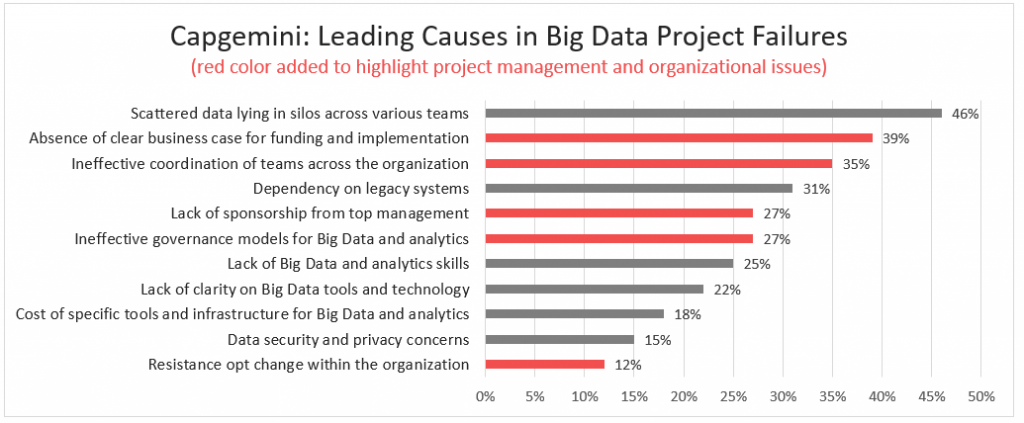 Capgemini: Leading Causes in Big Data Project Failures
(red color added to highlight project management and organizational issues)
Scattered data lying in silos across various teams 46%
Absence of clear business case for funding and implementation 39%
Ineffective coordination of teams across the organization 35%
Dependency on legacy systems 31%
Lack of sponsorship from top management 27%
Ineffective governance models for Big Data and analytics 27%
Lack of Big Data and analytics skills 25%
Lack of clarity on Big Data tools and technology 22%
Cost of specific tools and infrastructure for Big Data and analytics 18%
Data security and privacy concerns 15%
Resistance opt change within the organization 12%
0% 5% 10% 15% 20% 25% 30% 35% 40% 45% 50%